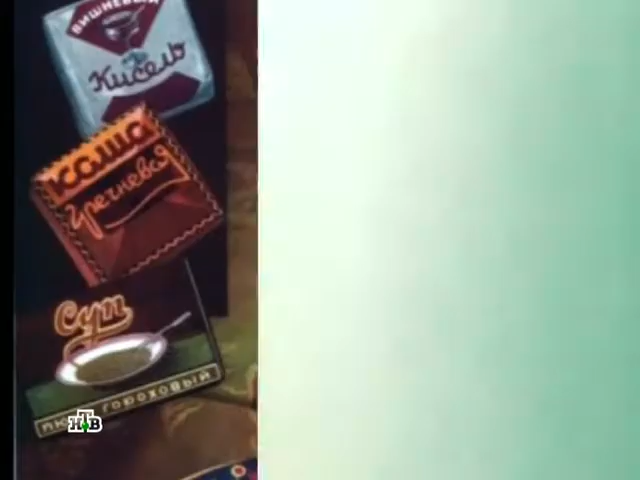 ВИШНЕВЫЙ
Кисель
каша
гречневая
Суп
гороховый
НТВ